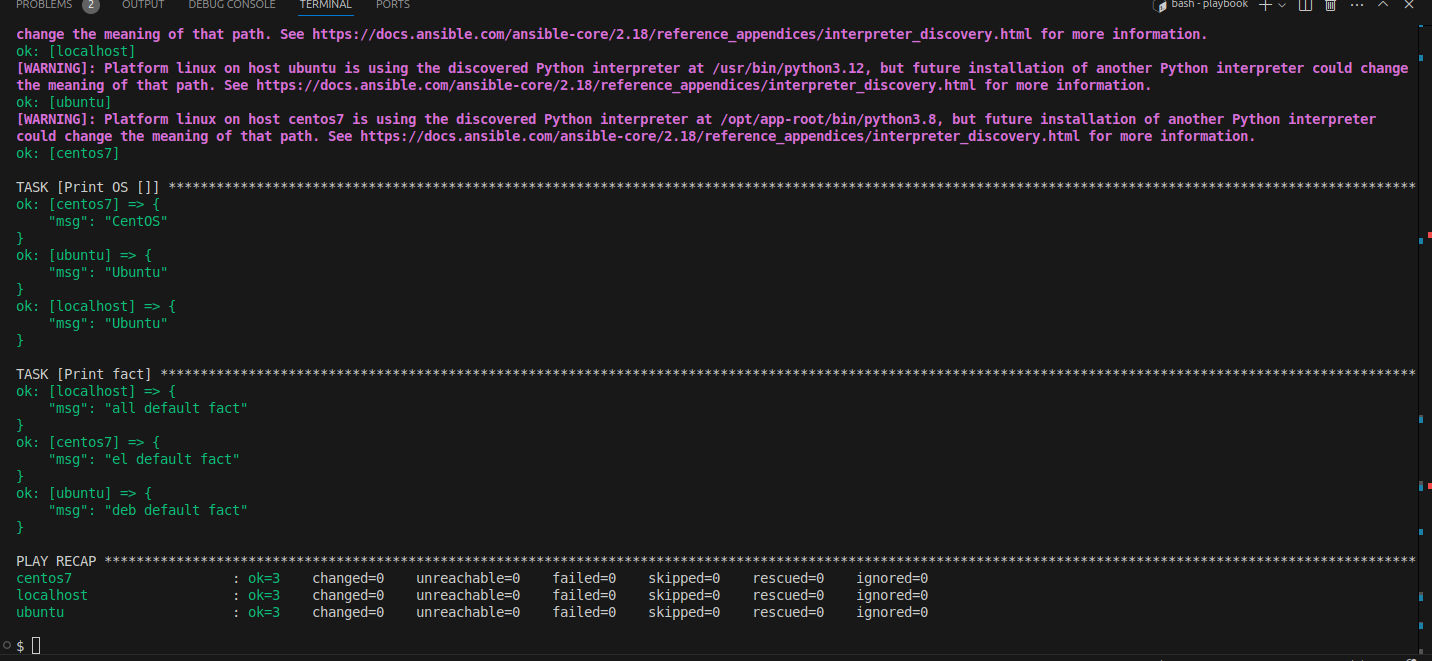 PROBLEMS 2 OUTPUT DEBUG CONSOLE TERMINAL PORTS bash - playbook
change the meaning of that path. See https://docs.ansible.com/ansible-core/2.18/reference_appendices/interpreter_discovery.html for more information.
ok: [localhost]
[WARNING]: Platform linux on host ubuntu is using the discovered Python interpreter at /usr/bin/python3.12, but future installation of another Python interpreter could change
the meaning of that path. See https://docs.ansible.com/ansible-core/2.18/reference_appendices/interpreter_discovery.html for more information.
ok: [ubuntu]
[WARNING]: Platform linux on host centos7 is using the discovered Python interpreter at /opt/app-root/bin/python3.8, but future installation of another Python interpreter
could change the meaning of that path. See https://docs.ansible.com/ansible-core/2.18/reference_appendices/interpreter_discovery.html for more information.
ok: [centos7]
TASK [Print OS []] ************************************************************************************************************************************************************
ok: [centos7] => {
    "msg": "CentOS"
}
ok: [ubuntu] => {
    "msg": "Ubuntu"
}
ok: [localhost] => {
    "msg": "Ubuntu"
}
TASK [Print fact] *************************************************************************************************************************************************************
ok: [localhost] => {
    "msg": "all default fact"
}
ok: [centos7] => {
    "msg": "el default fact"
}
ok: [ubuntu] => {
    "msg": "deb default fact"
}
PLAY RECAP ********************************************************************************************************************************************************************
centos7                    : ok=3    changed=0    unreachable=0    failed=0    skipped=0    rescued=0    ignored=0
localhost                  : ok=3    changed=0    unreachable=0    failed=0    skipped=0    rescued=0    ignored=0
ubuntu                     : ok=3    changed=0    unreachable=0    failed=0    skipped=0    rescued=0    ignored=0
$